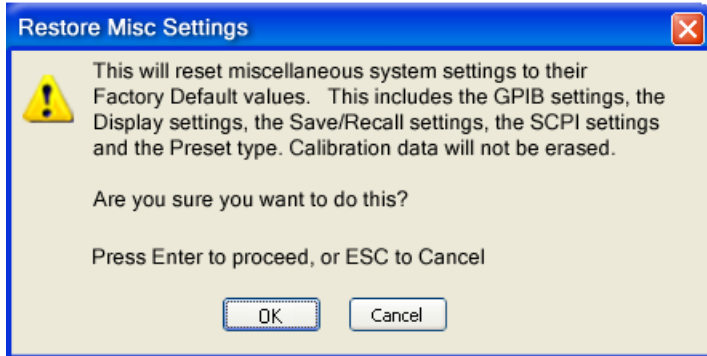 Restore Misc Settings
This will reset miscellaneous system settings to their
Factory Default values.   This includes the GPIB settings, the
Display settings, the Save/Recall settings, the SCPI settings
and the Preset type. Calibration data will not be erased.
Are you sure you want to do this?
Press Enter to proceed, or ESC to Cancel
OK
Cancel